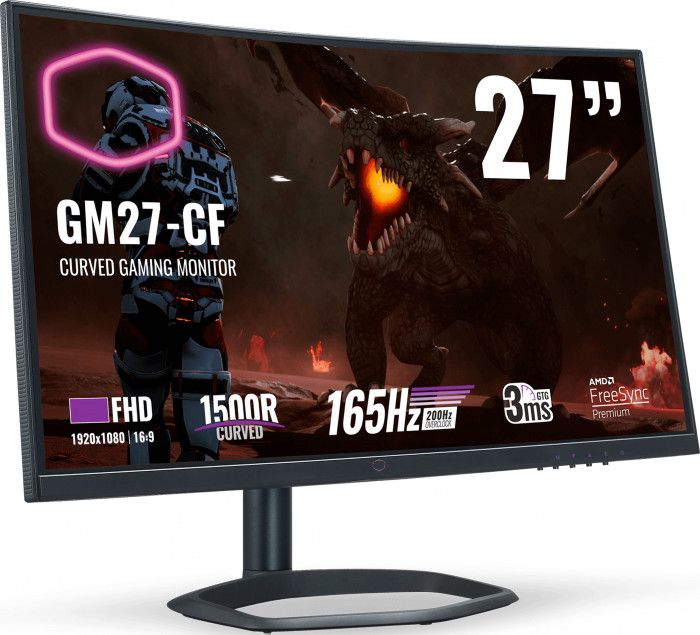 27”
GM27-CF
CURVED GAMING MONITOR
FHD
1920x1080 | 16:9
1500R
CURVED
165Hz
200Hz
OVERCLOCK
3ms
GTG
AMD
FreeSync
Premium